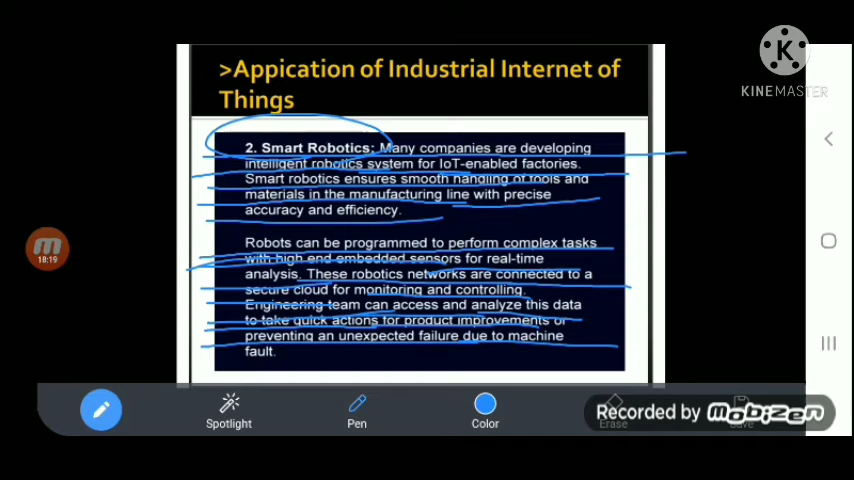 >Appication of Industrial Internet of
Things
KINEMASTER
2. Smart Robotics: Many companies are developing
intelligent robotics system for IoT-enabled factories.
Smart robotics ensures smooth handling of tools and
materials in the manufacturing line with precise
accuracy and efficiency.
Robots can be programmed to perform complex tasks
with high end embedded sensors for real-time
analysis. These robotics networks are connected to a
secure cloud for monitoring and controlling.
Engineering team can access and analyze this data
to take quick actions for product improvements or
preventing an unexpected failure due to machine
fault.
18:19
Spotlight
Pen
Color
Erase
Save
Recorded by mobizen